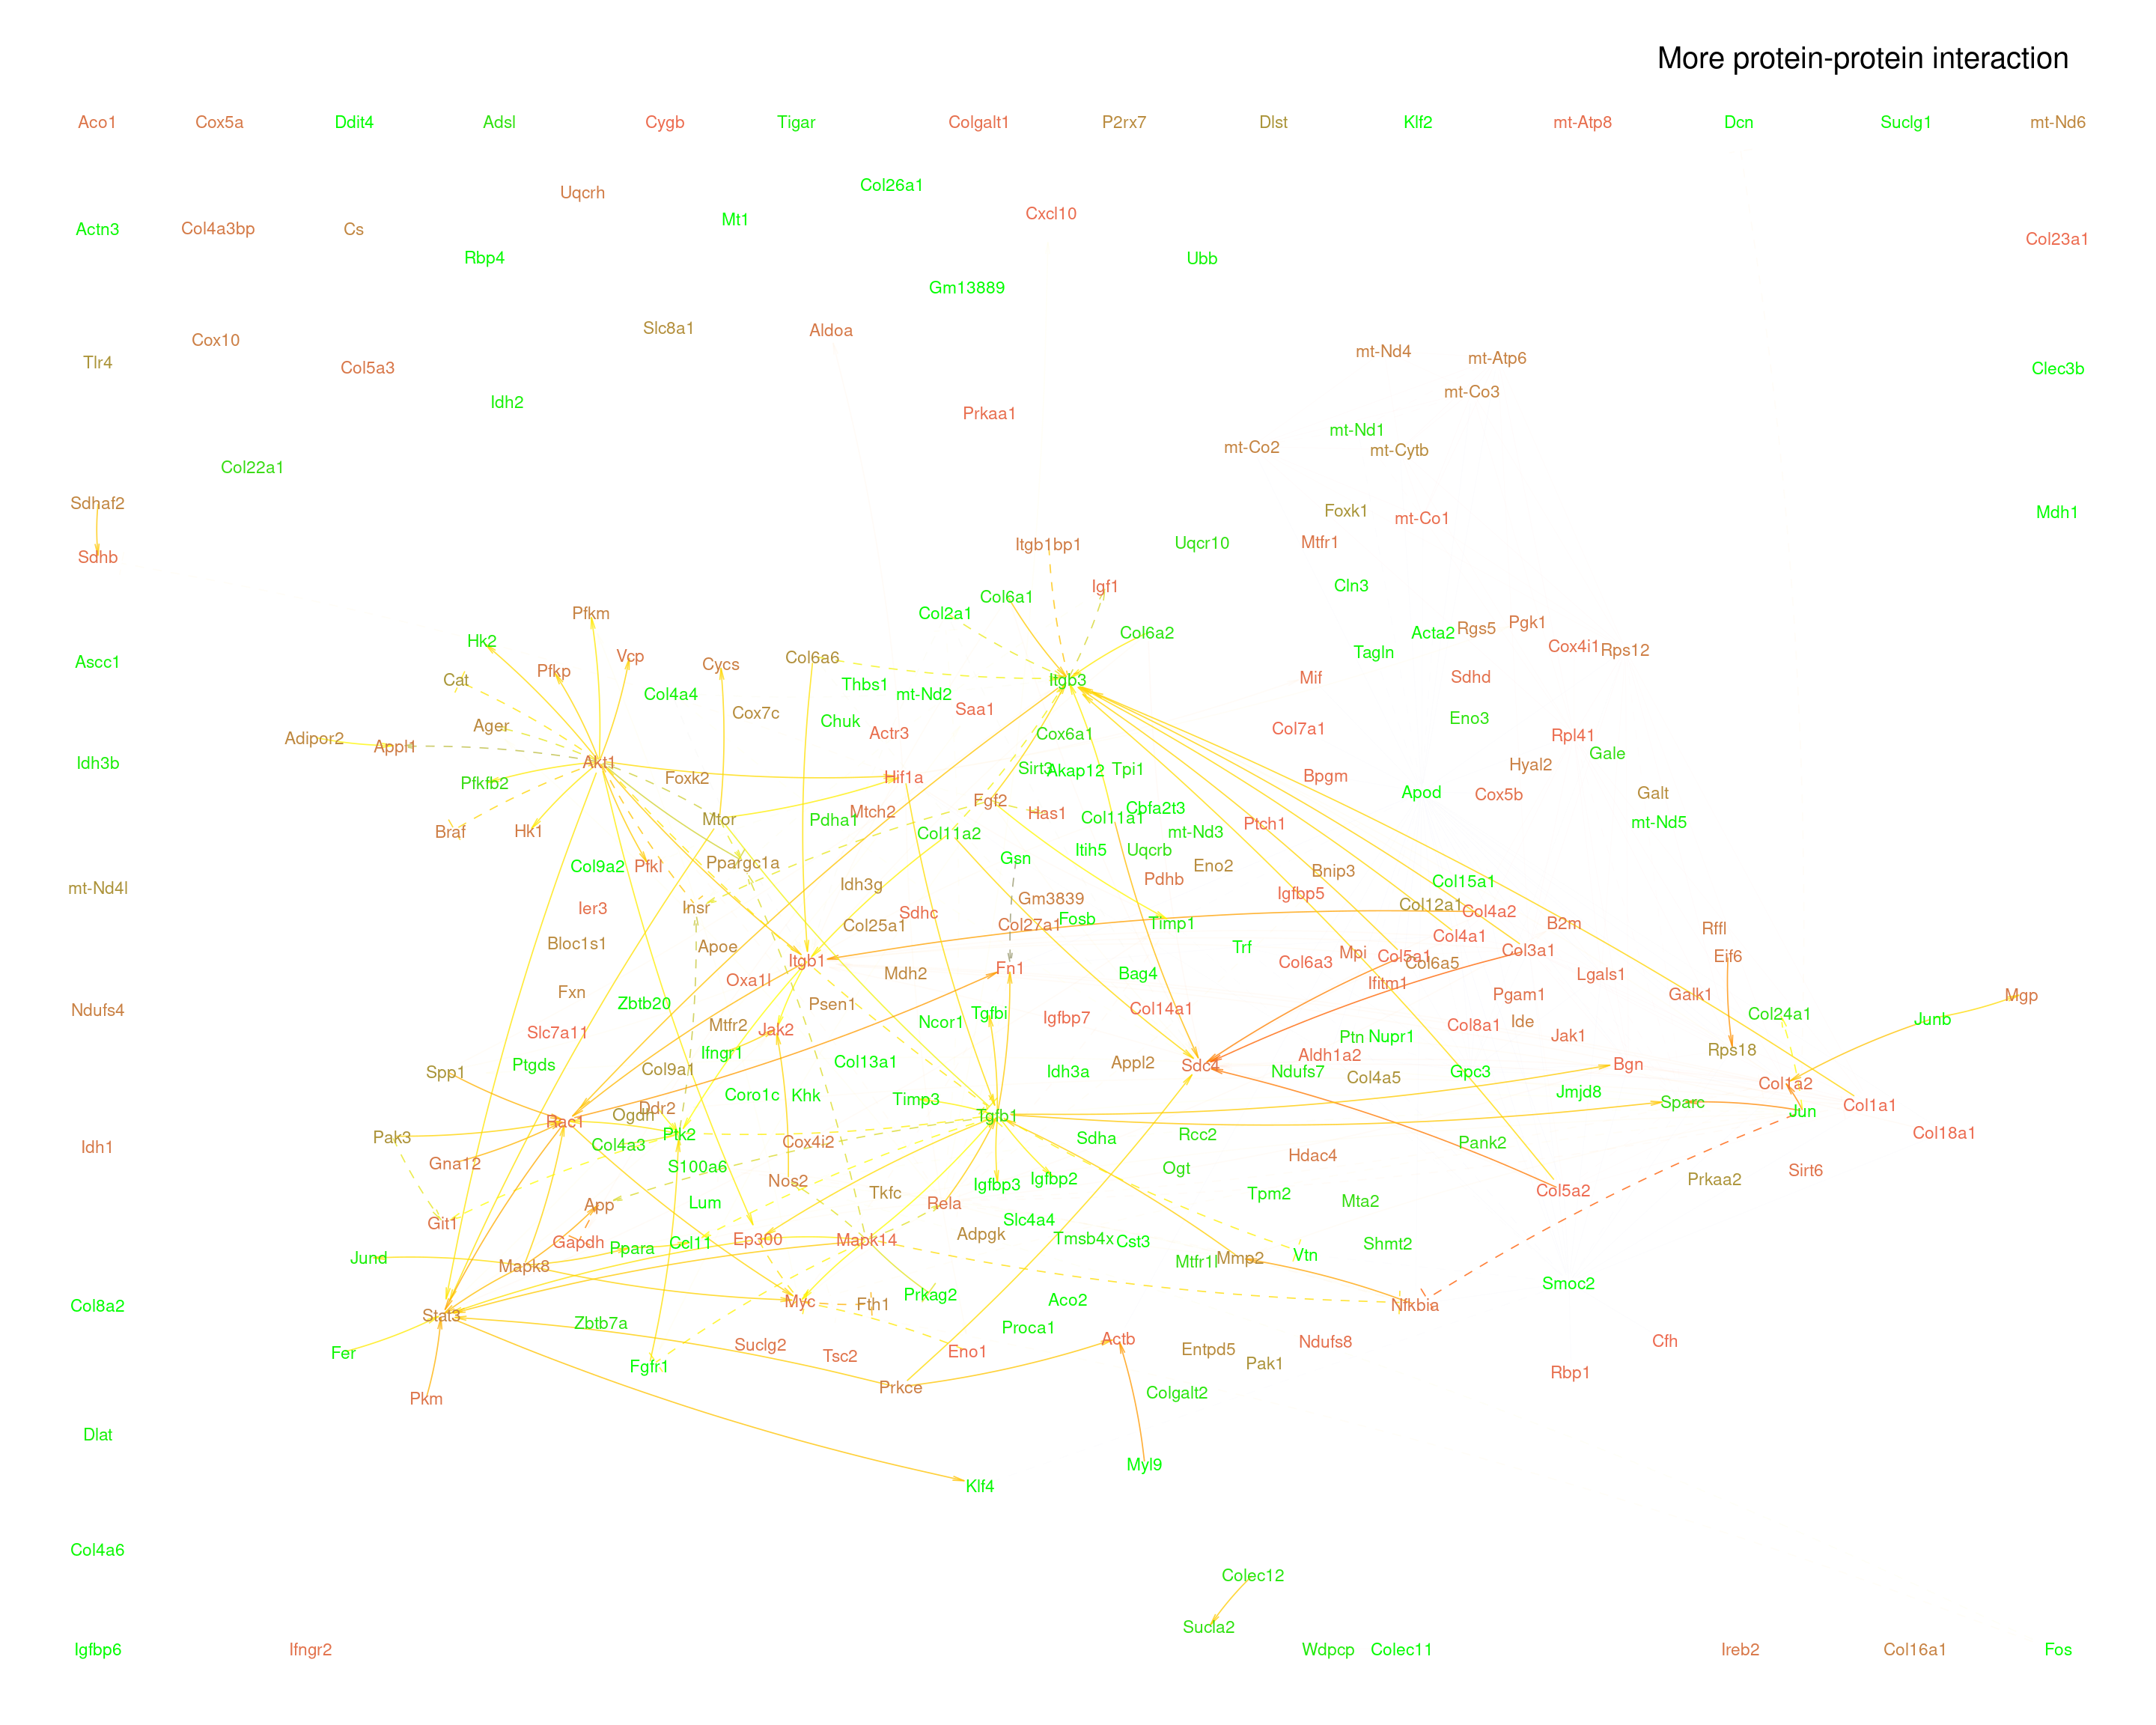 More protein-protein interaction
Aco1 Cox5a Ddit4 Adsl Cygb Tigar Colgalt1 P2rx7 Dlst Klf2 mt-Atp8 Dcn Suclg1 mt-Nd6
Col26a1
Uqcrh
Cxcl10
Mt1
Actn3 Col4a3bp Cs
Col23a1
Rbp4 Ubb
Gm13889
Slc8a1 Aldoa
Cox10
mt-Nd4
mt-Atp6
Tlr4 Col5a3 Clec3b
mt-Co3
Idh2
Prkaa1
mt-Nd1
mt-Co2 mt-Cytb
Col22a1
Sdhaf2
Foxk1 Mdh1
mt-Co1
Itgb1bp1 Uqcr10 Mtfr1
Sdhb
Igf1 Cln3
Col6a1
Pfkm Col2a1
Pgk1
Hk2 Col6a2 Acta2 Rgs5
Cox4i1 Rps12
Ascc1 Pfkp Vcp Cycs Col6a6 Tagln
Cat Itgb3 Mif Sdhd
Col4a4 Thbs1 mt-Nd2
Cox7c Saa1
Ager Chuk Eno3
Adipor2 Appl1 Actr3 Cox6a1 Col7a1 Rpl41
Gale
Idh3b Akt1 Sirt3 Akap12 Tpi1 Hyal2
Pfkfb2 Foxk2 Hif1a Bpgm
Fgf2 Apod Cox5b Galt
Mtch2 Has1 Cbfa2t3
Braf Hk1 Mtor Pdha1 Col11a2 Col11a1 mt-Nd3 Ptch1 mt-Nd5
Itih5 Uqcrb
Col9a2 Pfkl Ppargc1a Gsn Eno2 Bnip3
mt-Nd4l Idh3g Pdhb Igfbp5 Col15a1
Ier3 Insr Sdhc Gm3839 Col12a1 Col4a2
Col25a1 Col27a1 Fosb Timp1 B2m Rffl
Bloc1s1 Apoe Trf Col4a1
Itgb1 Fn1 Col6a3 Mpi Col5a1 Col6a5 Col3a1 Eif6
Oxa1l Mdh2 Bag4 Ifitm1 Lgals1
Fxn Zbtb20 Psen1 Col14a1 Pgam1 Galk1 Mgp
Ndufs4 Tgfbi Igfbp7 Col24a1
Slc7a11 Mtfr2 Jak2 Ncor1 Ptn Nupr1 Col8a1 Ide Jak1 Junb
Ptgds Ifngr1 Col13a1 Appl2 Sdc4 Aldh1a2 Rps18
Spp1 Col9a1 Idh3a Ndufs7 Col4a5 Gpc3 Bgn
Coro1c Khk Timp3 Jmjd8 Sparc Col1a2
Rac1 Ddr2 Tgfb1 Jun Col1a1
Pak3 Col4a3 Ptk2 Cox4i2 Sdha Rcc2 Pank2 Col18a1
Idh1 Gna12 S100a6 Ogt Hdac4 Sirt6
Nos2 Igfbp3 Igfbp2 Col5a2 Prkaa2
App Lum Tkfc Rela Tpm2 Mta2
Git1 Slc4a4
Jund Gapdh Ppara Ccl11 Ep300 Mapk14 Adpgk Tmsb4x Cst3 Shmt2
Mapk8 Mtfr1l Mmp2 Vtn
Col8a2 Stat3 Myc Fth1 Prkag2 Aco2 Nfkbia Smoc2
Zbtb7a Proca1
Fer Suclg2 Tsc2 Eno1 Actb Entpd5 Ndufs8 Cfh
Fgfr1 Pak1 Rbp1
Pkm Prkce Colgalt2
Dlat
Myl9
Klf4
Col4a6
Colec12
Sucla2
Igfbp6 Ifngr2 Wdpcp Colec11 Ireb2 Col16a1 Fos